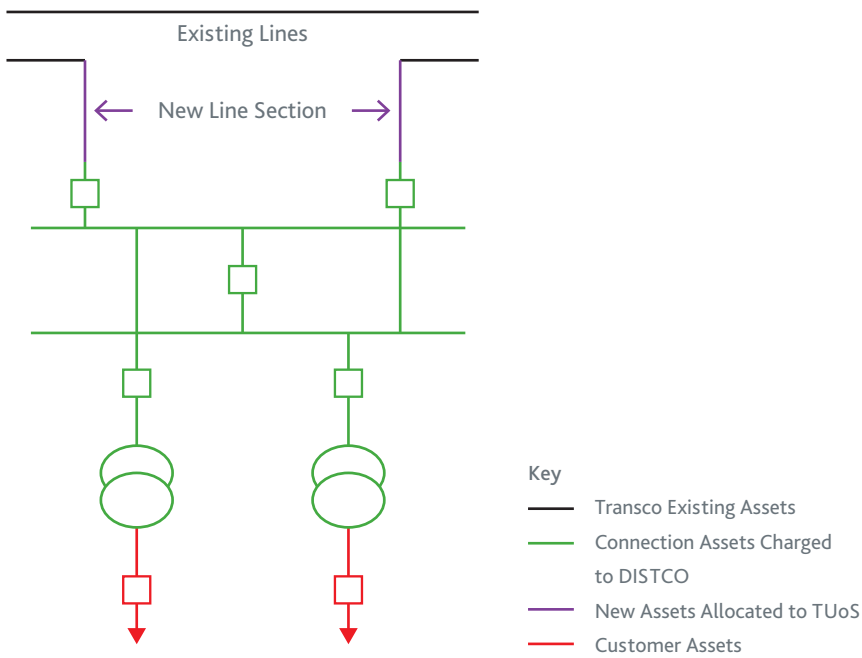 Existing Lines
New Line Section
Key
Transco Existing Assets
Connection Assets Charged
to DISTCO
New Assets Allocated to TUoS
Customer Assets